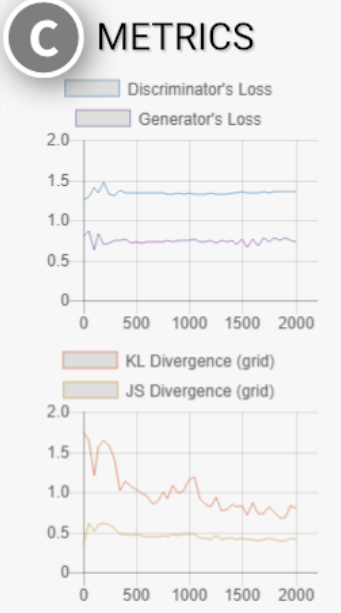 C METRICS
Discriminator's Loss
Generator's Loss
2.0
1.5
1.0
0.5
0
0 500 1000 1500 2000
KL Divergence (grid)
JS Divergence (grid)
2.0
1.5
1.0
0.5
0
0 500 1000 1500 2000